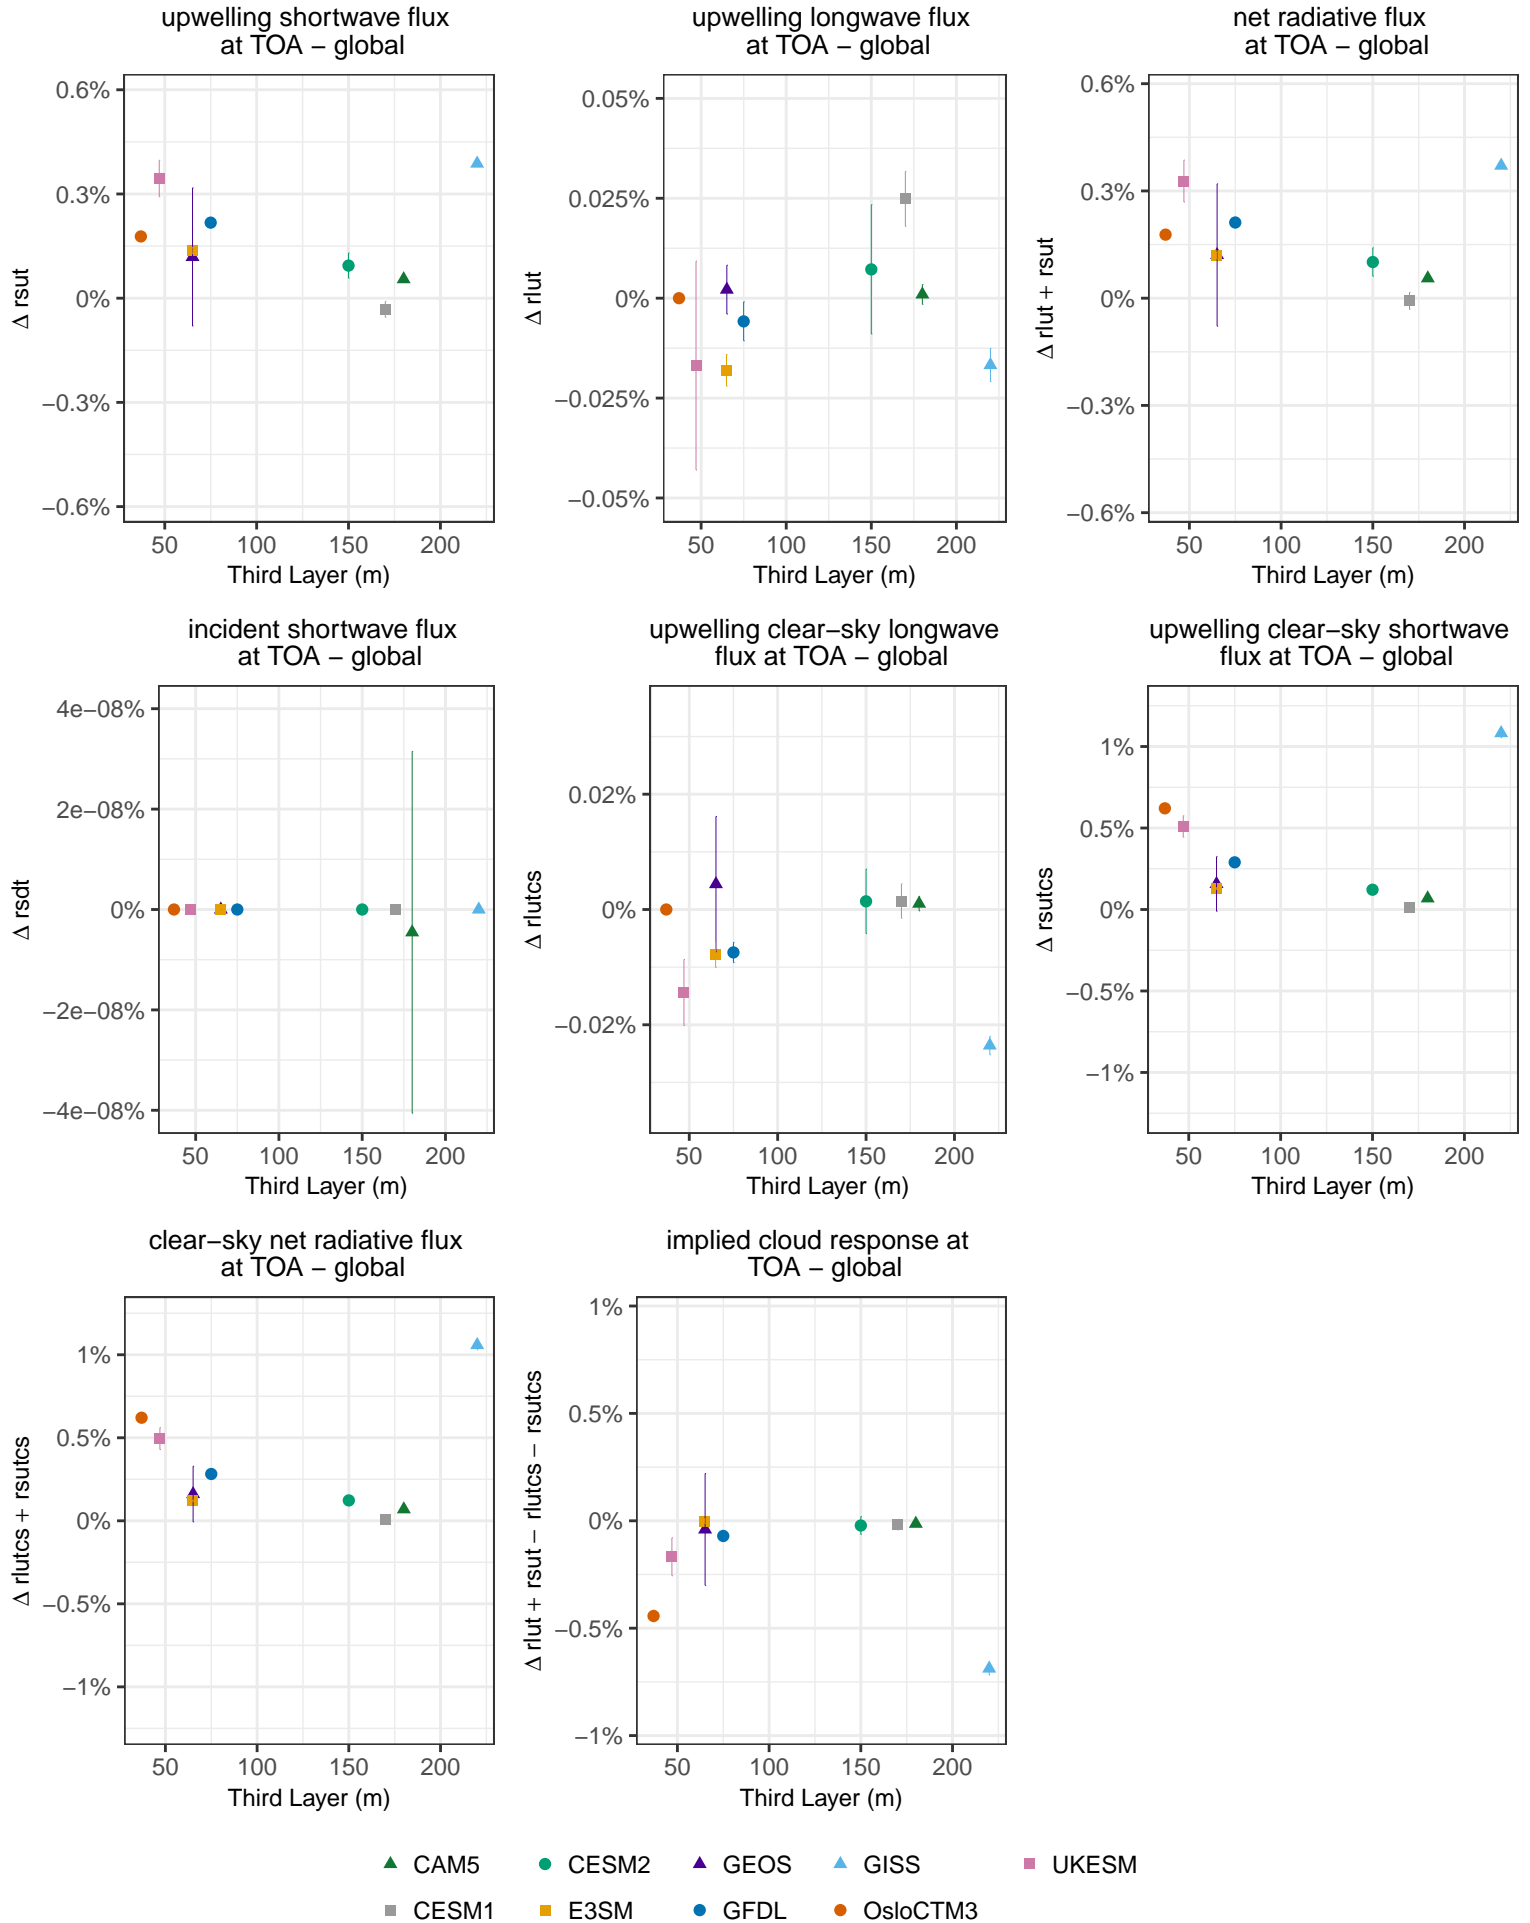 upwelling shortwave flux
at TOA − global
0.6%
0.3%
0%
−0.3%
−0.6%
Δ rsut
50 100 150 200
Third Layer (m)
upwelling longwave flux
at TOA − global
0.05%
0.025%
0%
−0.025%
−0.05%
Δ rlut
50 100 150 200
Third Layer (m)
net radiative flux
at TOA − global
0.6%
0.3%
0%
−0.3%
−0.6%
Δ rlut + rsut
50 100 150 200
Third Layer (m)
incident shortwave flux
at TOA − global
4e−08%
2e−08%
0%
−2e−08%
−4e−08%
Δ rsdt
50 100 150 200
Third Layer (m)
upwelling clear−sky longwave
flux at TOA − global
0.02%
0%
−0.02%
Δ rlutcs
50 100 150 200
Third Layer (m)
upwelling clear−sky shortwave
flux at TOA − global
1%
0.5%
0%
−0.5%
−1%
Δ rsutcs
50 100 150 200
Third Layer (m)
clear−sky net radiative flux
at TOA − global
1%
0.5%
0%
−0.5%
−1%
Δ rlutcs + rsutcs
50 100 150 200
Third Layer (m)
implied cloud response at
TOA − global
1%
0.5%
0%
−0.5%
−1%
Δ rlut + rsut − rlutcs − rsutcs
50 100 150 200
Third Layer (m)
CAM5 CESM2 GEOS GISS UKESM
CESM1 E3SM GFDL OsloCTM3